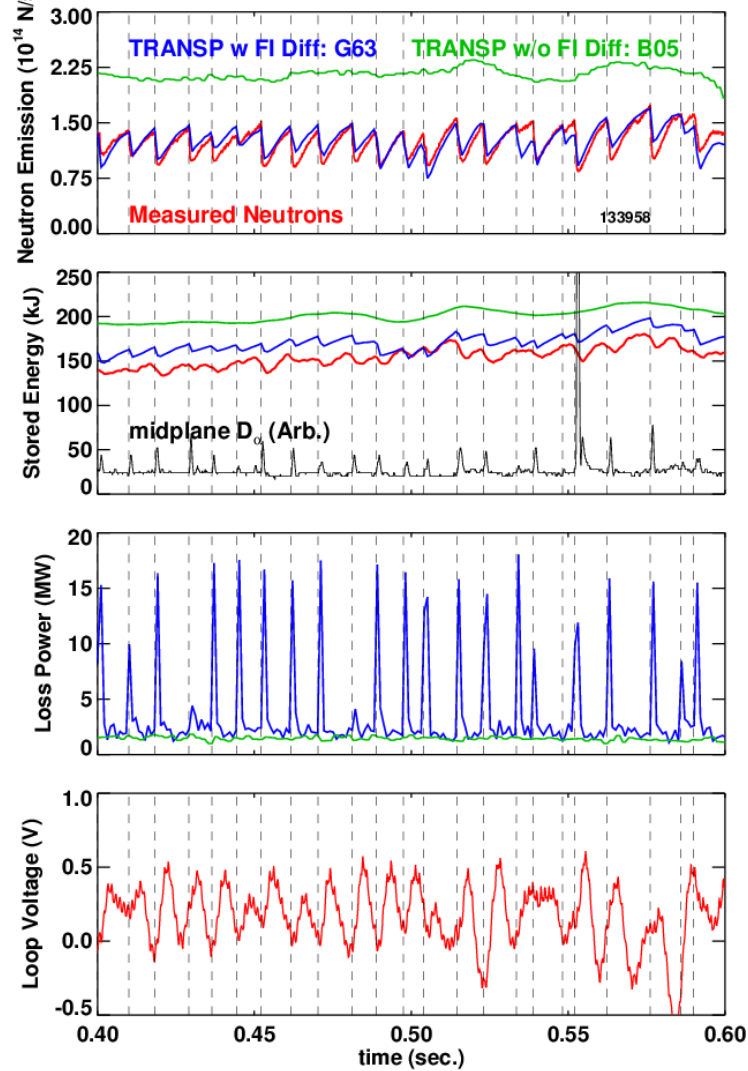 3.00
2.25
1.50
0.75
0.00
Neutron Emission (10¹⁴ N/
TRANSP w FI Diff: G63
TRANSP w/o FI Diff: B05
Measured Neutrons
133958
250
200
150
100
50
0
Stored Energy (kJ)
midplane Dα (Arb.)
20
15
10
5
0
Loss Power (MW)
1.0
0.5
0.0
-0.5
Loop Voltage (V)
0.40
0.45
0.50
0.55
0.60
time (sec.)